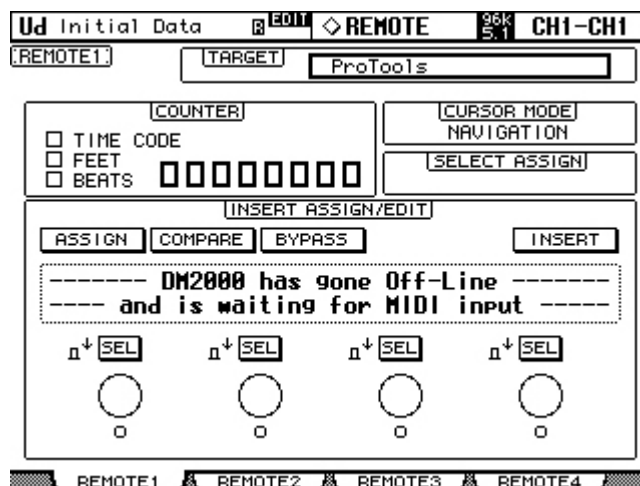 Ud Initial Data R EDIT ◇REMOTE 96k 5.1 CH1-CH1
REMOTE1 TARGET ProTools
COUNTER
TIME CODE
FEET
BEATS
CURSOR MODE
NAVIGATION
SELECT ASSIGN
INSERT ASSIGN/EDIT
ASSIGN COMPARE BYPASS INSERT
------- DM2000 has gone Off-Line -------
---- and is waiting for MIDI input -----
SEL SEL SEL SEL
REMOTE1 REMOTE2 REMOTE3 REMOTE4